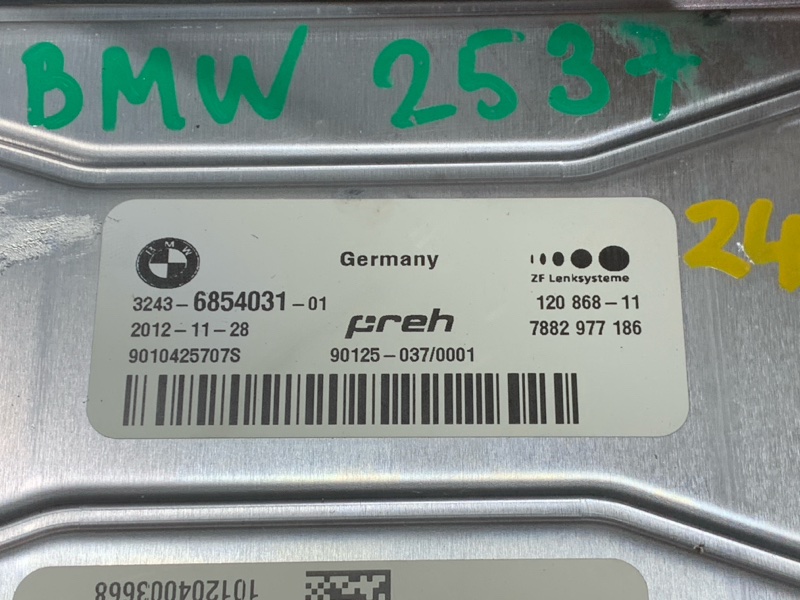 BMW 2537
24
BMW
Germany
ZF Lenksysteme
3243-6854031-01
120 868-11
2012-11-28
preh
7882 977 186
9010425707S
90125-037/0001
101204003668